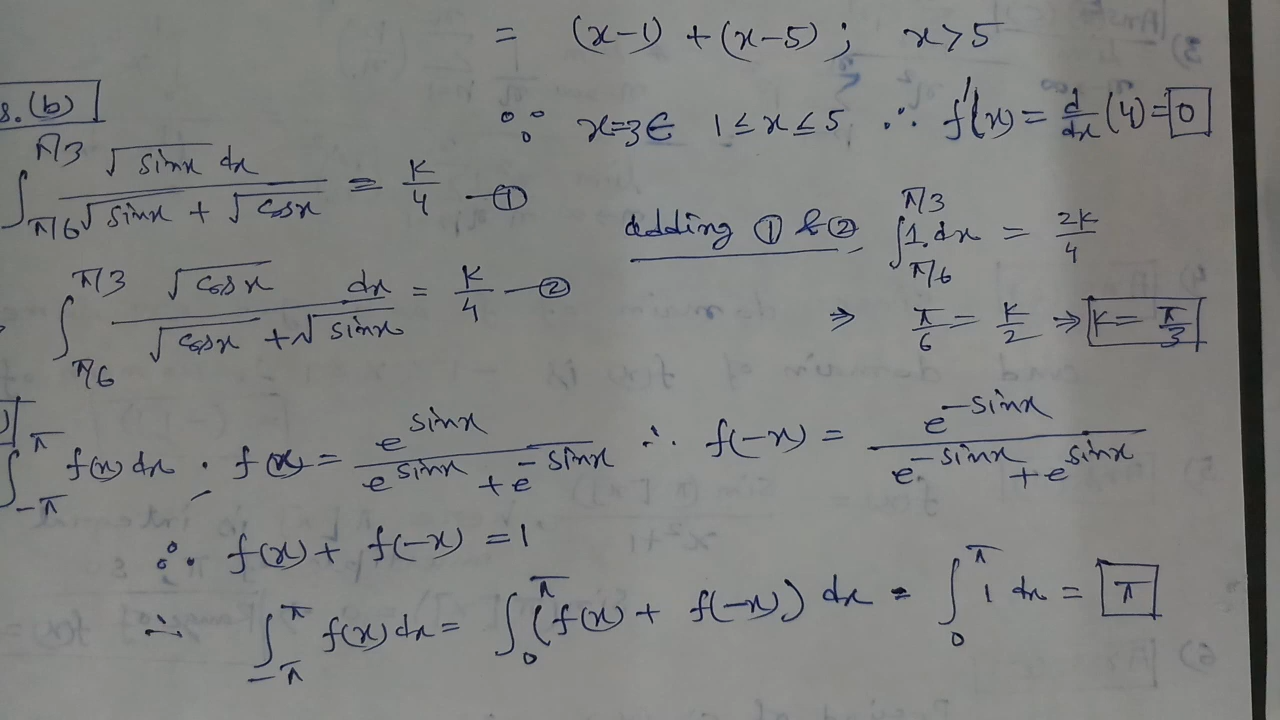 = (x-1) + (x-5) ; x>5
8.(b)
∵ x=3 ∈ 1≤x≤5 ∴ f'(x) = d/dx (4) = 0
∫_{π/6}^{π/3} √sinx dx / (√sinx + √cosx) = K/4 —①
∫_{π/6}^{π/3} √cosx dx / (√cosx + √sinx) = K/4 —②
adding ① & ② ∫_{π/6}^{π/3} 1. dx = 2K/4
⇒ π/6 = K/2 ⇒ K = π/3
∫_{-π}^{π} f(x) dx . f(x) = e^{sinx} / (e^{sinx} + e^{-sinx}) ∴ f(-x) = e^{-sinx} / (e^{-sinx} + e^{sinx})
∴ f(x) + f(-x) = 1
∴ ∫_{-π}^{π} f(x) dx = ∫_{0}^{π} (f(x) + f(-x)) dx = ∫_{0}^{π} 1 dx = π